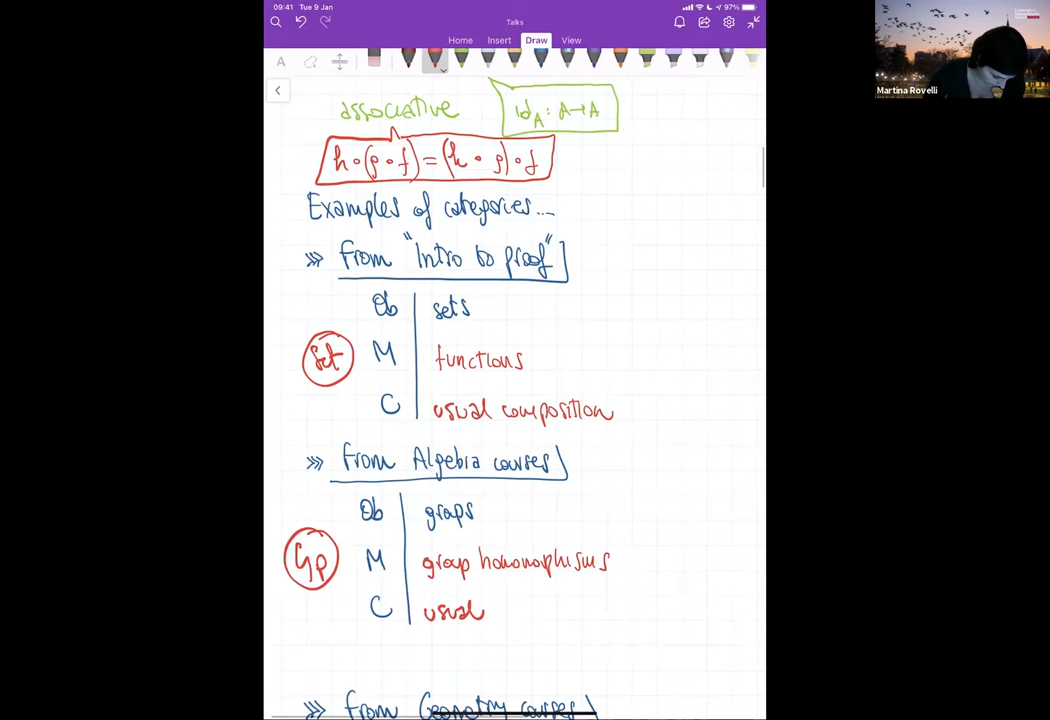 09:41 Tue 9 Jan
97%
Talks
Home Insert Draw View
Martina Rovelli
associative
id_A : A → A
h∘(g∘f) = (h∘g)∘f
Examples of categories...
>>> from "Intro to proof"
Ob sets
Set M functions
C usual composition
>>> from Algebra courses
Ob groups
Gp M group homomorphisms
C usual
>>> from Geometry courses